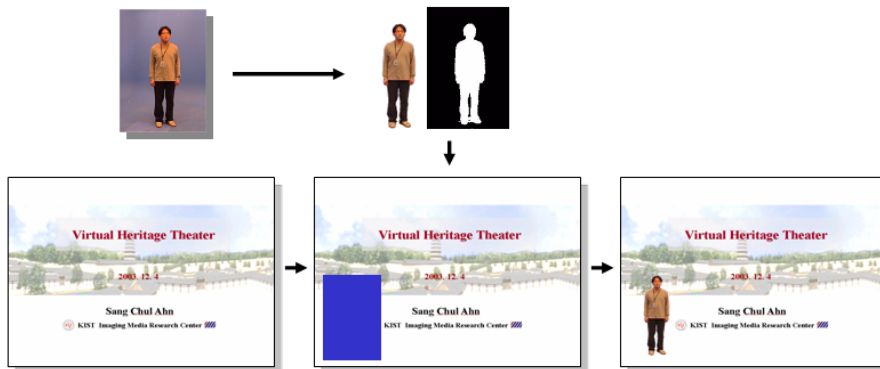 Virtual Heritage Theater
2003. 12. 4
Sang Chul Ahn
KIST Imaging Media Research Center
Virtual Heritage Theater
2003. 12. 4
Sang Chul Ahn
KIST Imaging Media Research Center
Virtual Heritage Theater
2003. 12. 4
Sang Chul Ahn
KIST Imaging Media Research Center